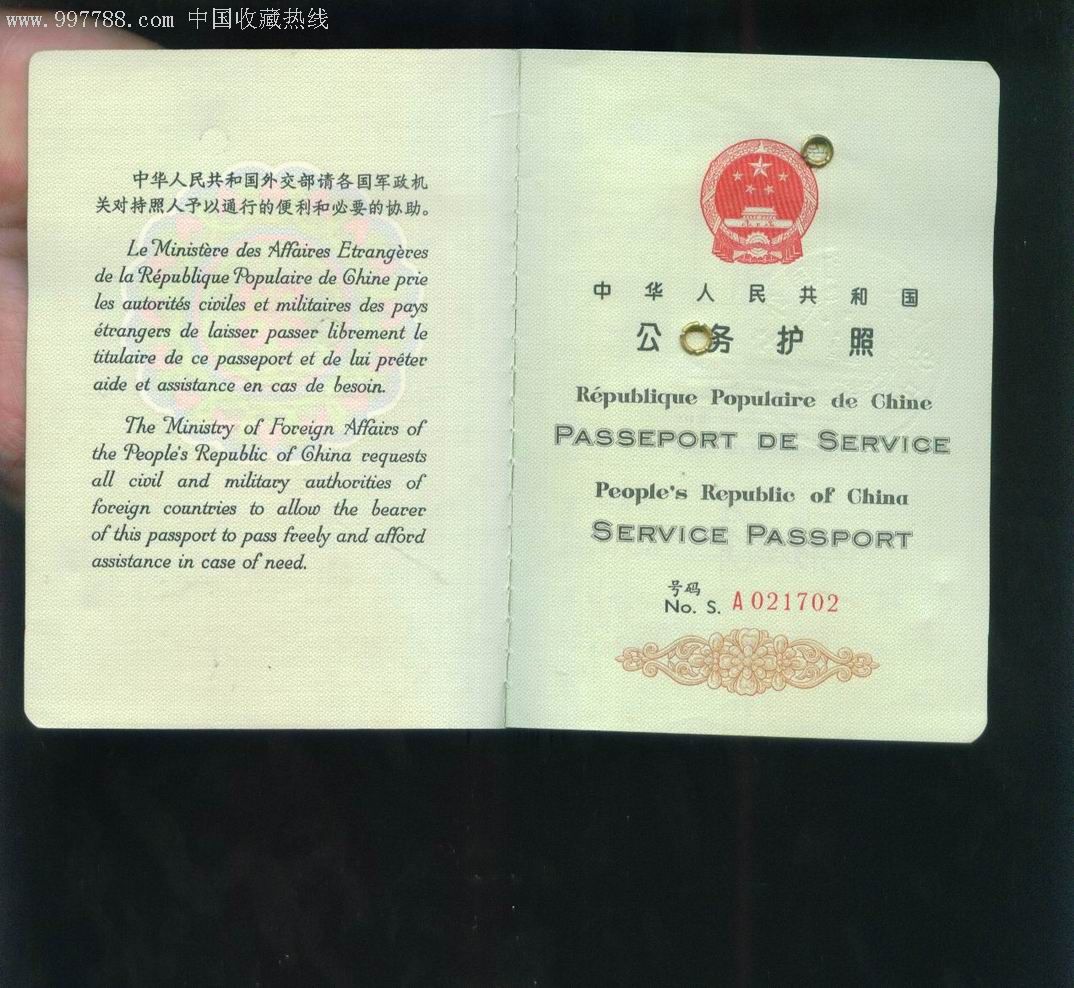 www.997788.com 中国收藏热线
中华人民共和国外交部请各国军政机
关对持照人予以通行的便利和必要的协助。
Le Ministère des Affaires Etrangères
de la République Populaire de Chine prie
les autorités civiles et militaires des pays
étrangers de laisser passer librement le
titulaire de ce passeport et de lui préter
aide et assistance en cas de besoin.
The Ministry of Foreign Affairs of
the People's Republic of China requests
all civil and military authorities of
foreign countries to allow the bearer
of this passport to pass freely and afford
assistance in case of need.
中华人民共和国
公务护照
République Populaire de Chine
PASSEPORT DE SERVICE
People's Republic of China
SERVICE PASSPORT
号码
No. S. A 021702